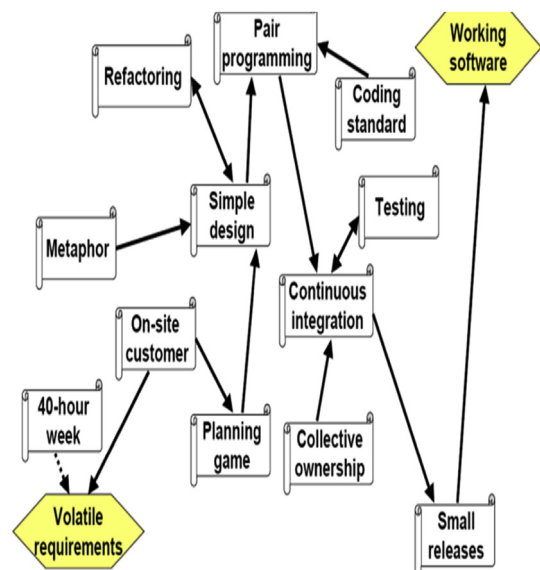 Pair
programming
Working
software
Refactoring
Coding
standard
Simple
design
Testing
Metaphor
Continuous
integration
On-site
customer
40-hour
week
Planning
game
Collective
ownership
Volatile
requirements
Small
releases